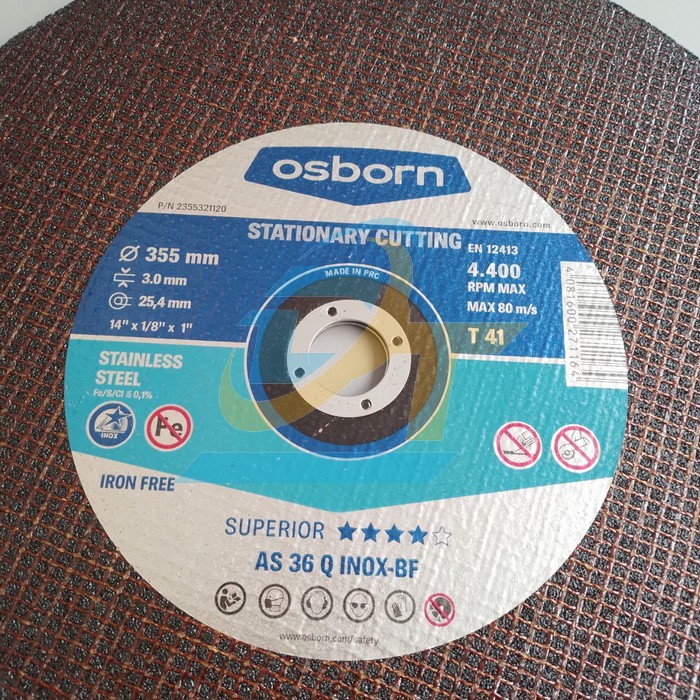 osborn
P/N 2355321120
www.osborn.com
STATIONARY CUTTING
EN 12413
Ø 355 mm
3.0 mm
25,4 mm
14" x 1/8" x 1"
MADE IN PRC
4.400
RPM MAX
MAX 80 m/s
T 41
STAINLESS
STEEL
Fe/S/Cl ≤ 0,1%
INOX
Fe
IRON FREE
SUPERIOR
AS 36 Q INOX-BF
www.osborn.com/safety